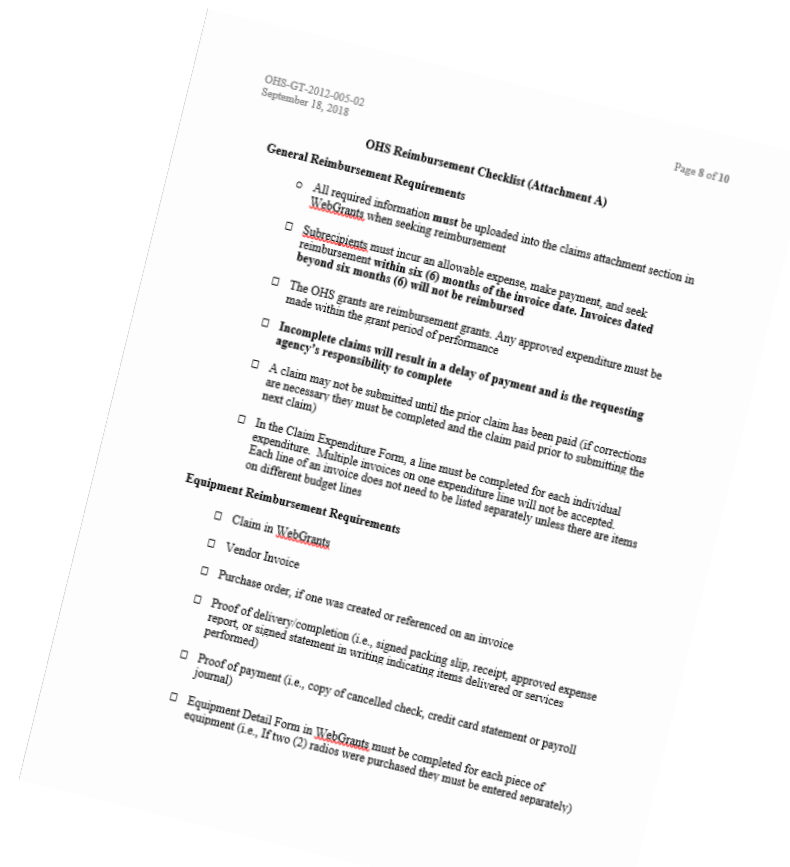 OHS-GT-2012-005-02
September 18, 2018
Page 8 of 10
OHS Reimbursement Checklist (Attachment A)
General Reimbursement Requirements
○ All required information must be uploaded into the claims attachment section in
WebGrants when seeking reimbursement
☐ Subrecipients must incur an allowable expense, make payment, and seek
reimbursement within six (6) months of the invoice date. Invoices dated
beyond six months (6) will not be reimbursed
☐ The OHS grants are reimbursement grants. Any approved expenditure must be
made within the grant period of performance
☐ Incomplete claims will result in a delay of payment and is the requesting
agency's responsibility to complete
☐ A claim may not be submitted until the prior claim has been paid (if corrections
are necessary they must be completed and the claim paid prior to submitting the
next claim)
☐ In the Claim Expenditure Form, a line must be completed for each individual
expenditure. Multiple invoices on one expenditure line will not be accepted.
Each line of an invoice does not need to be listed separately unless there are items
on different budget lines
Equipment Reimbursement Requirements
☐ Claim in WebGrants
☐ Vendor Invoice
☐ Purchase order, if one was created or referenced on an invoice
☐ Proof of delivery/completion (i.e., signed packing slip, receipt, approved expense
report, or signed statement in writing indicating items delivered or services
performed)
☐ Proof of payment (i.e., copy of cancelled check, credit card statement or payroll
journal)
☐ Equipment Detail Form in WebGrants must be completed for each piece of
equipment (i.e., If two (2) radios were purchased they must be entered separately)